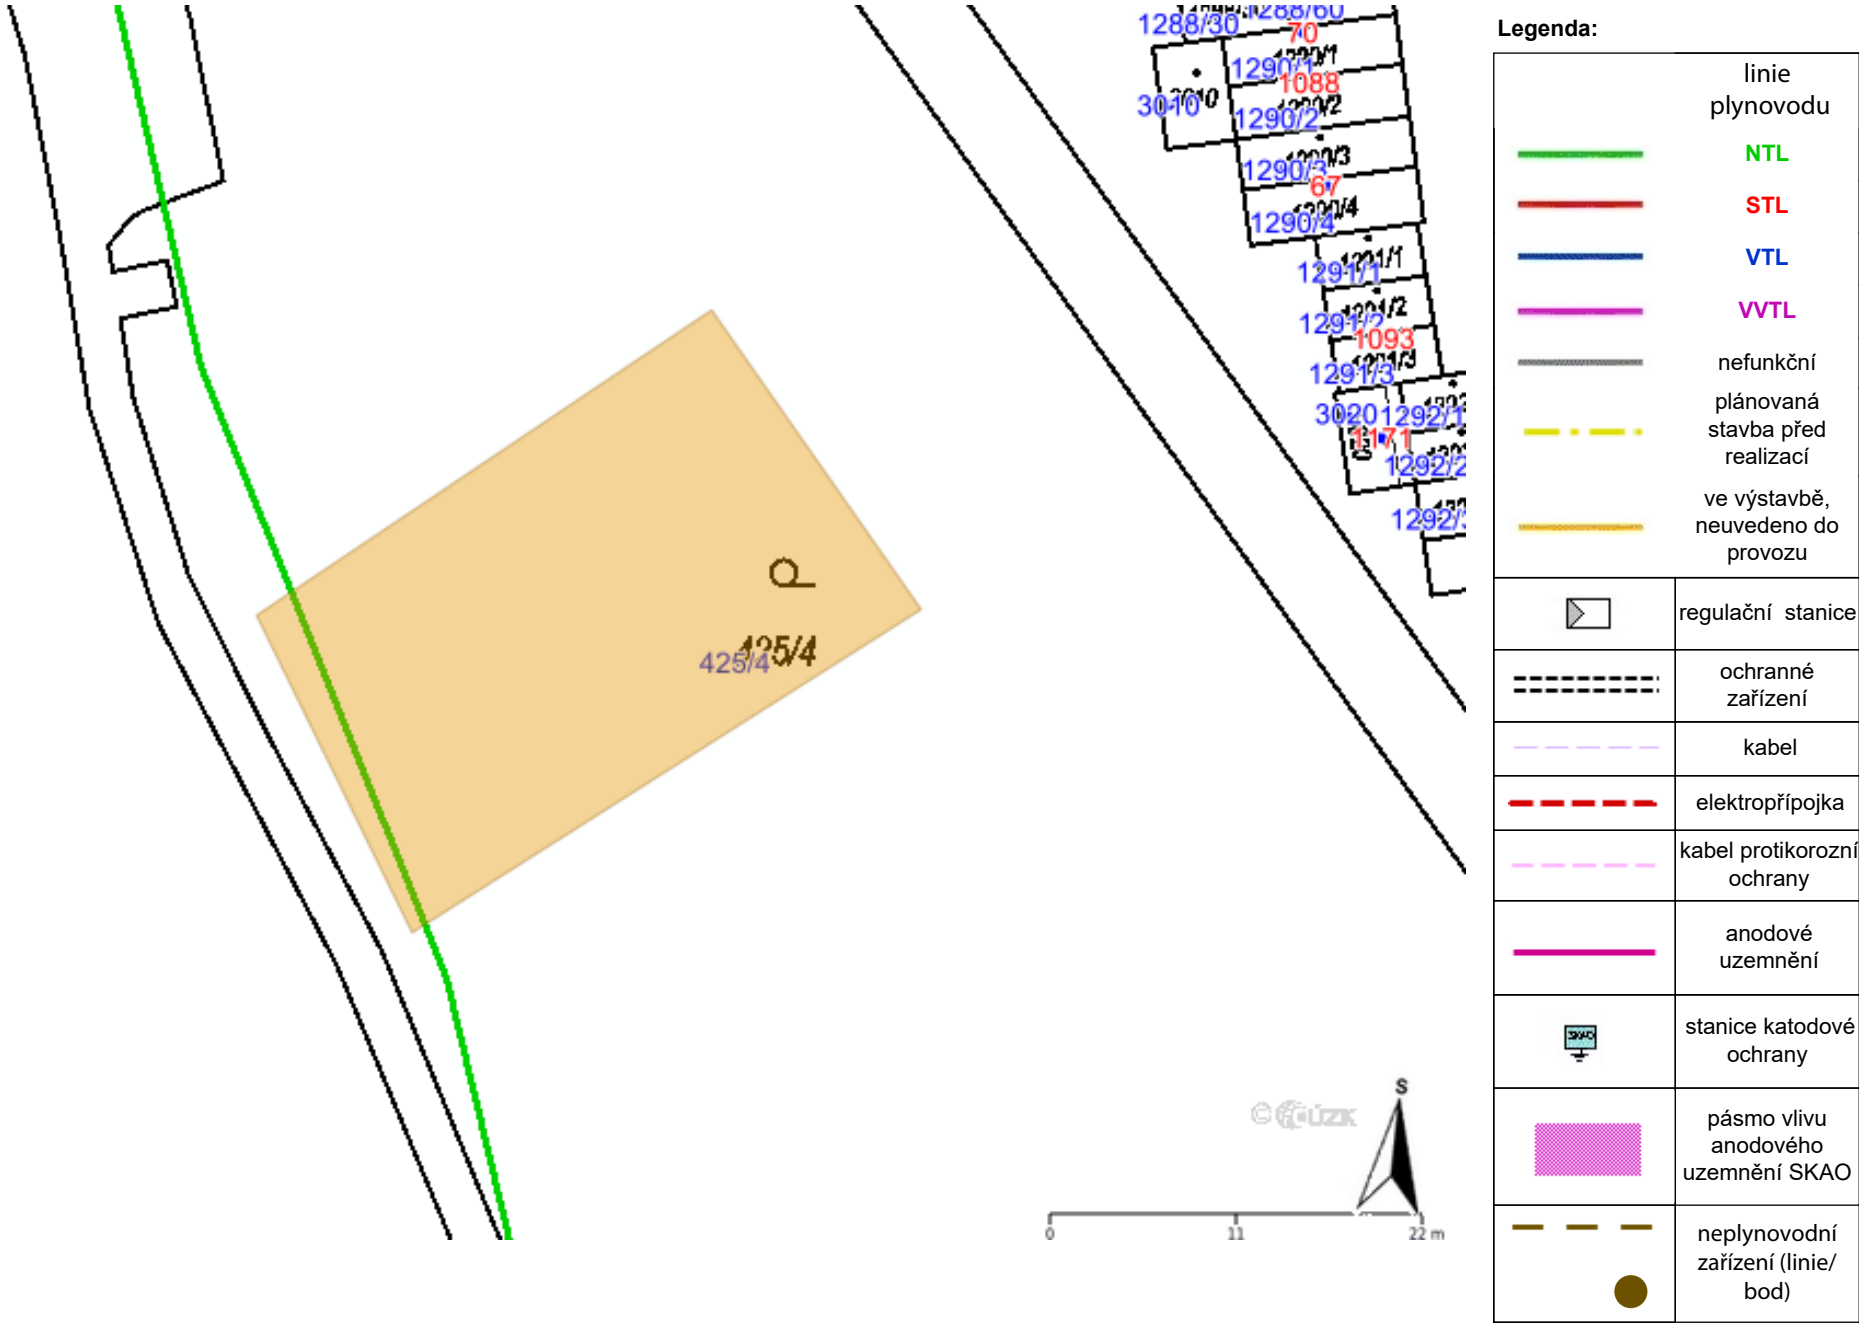 1288/60
1288/30
70
1290/1
1088
3010
1290/2
1290/3
67
1290/4
1291/1
1291/2
1093
1291/3
3020
1292/1
1171
1292/2
425/4
425/4
S
0
11
22 m
Legenda:
linie
plynovodu
NTL
STL
VTL
VVTL
nefunkční
plánovaná
stavba před
realizací
ve výstavbě,
neuvedeno do
provozu
regulační stanice
ochranné
zařízení
kabel
elektropřípojka
kabel protikorozní
ochrany
anodové
uzemnění
SKAO
stanice katodové
ochrany
pásmo vlivu
anodového
uzemnění SKAO
neplynovodní
zařízení (linie/
bod)